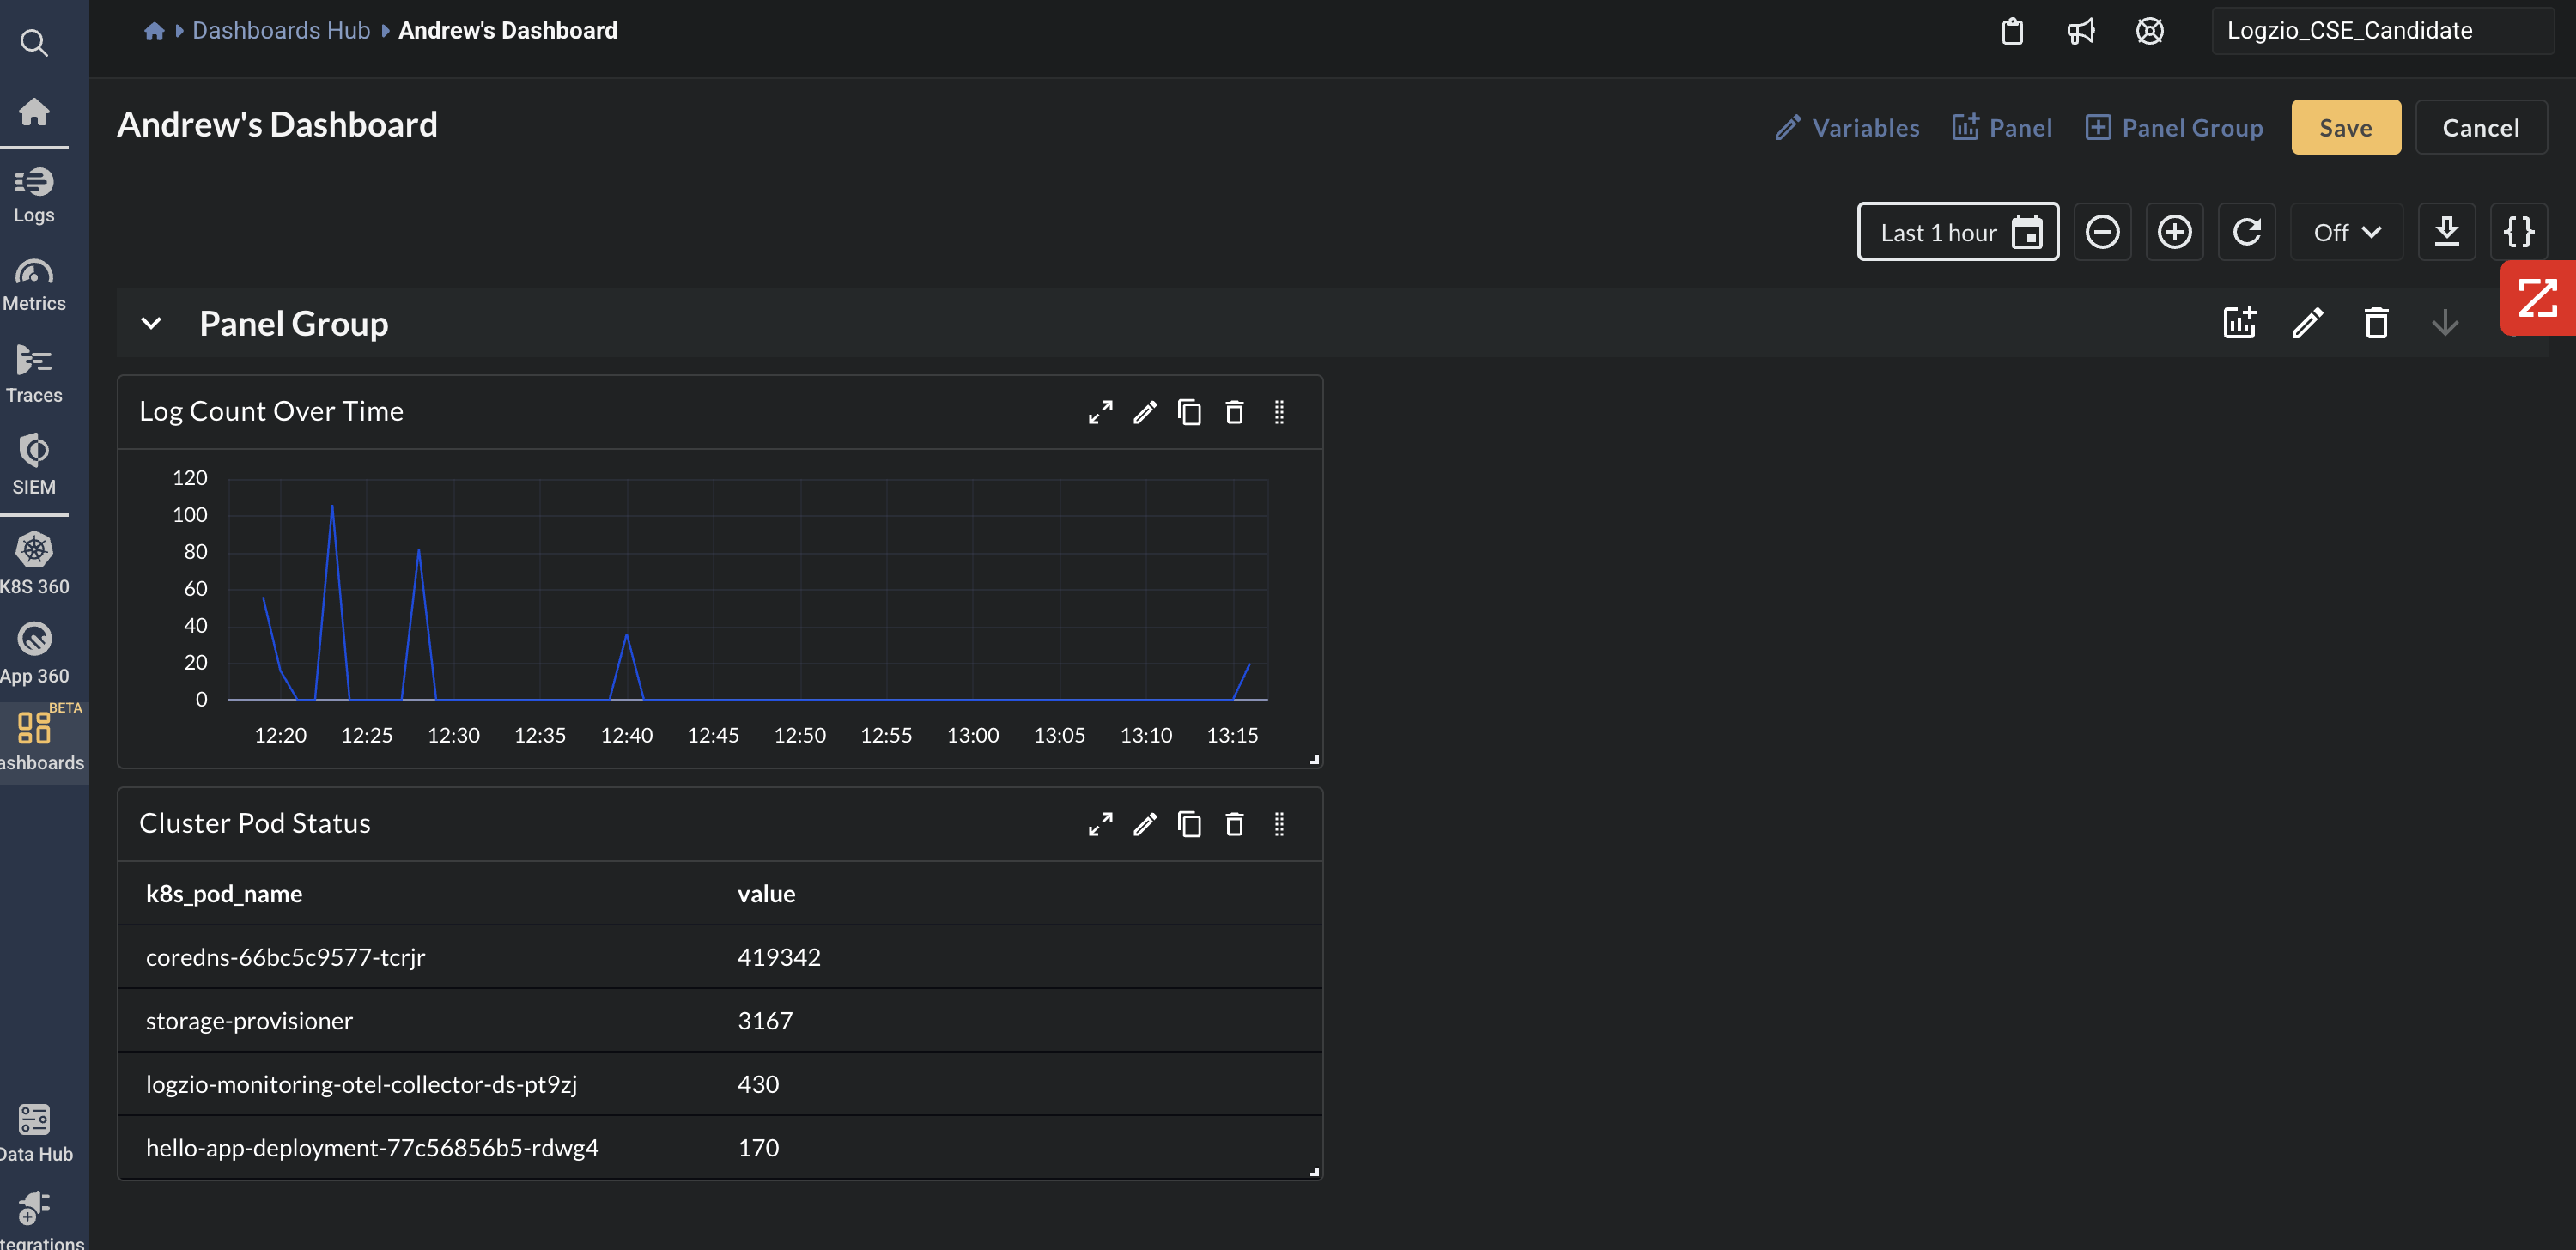 Dashboards Hub Andrew's Dashboard
Logzio_CSE_Candidate
Andrew's Dashboard
Variables Panel Panel Group Save Cancel
Last 1 hour Off {}
Logs
Metrics
Traces
SIEM
K8S 360
App 360
BETA
ashboards
Data Hub
tegrations
Panel Group
Log Count Over Time
120
100
80
60
40
20
0
12:20 12:25 12:30 12:35 12:40 12:45 12:50 12:55 13:00 13:05 13:10 13:15
Cluster Pod Status
k8s_pod_name value
coredns-66bc5c9577-tcrjr 419342
storage-provisioner 3167
logzio-monitoring-otel-collector-ds-pt9zj 430
hello-app-deployment-77c56856b5-rdwg4 170